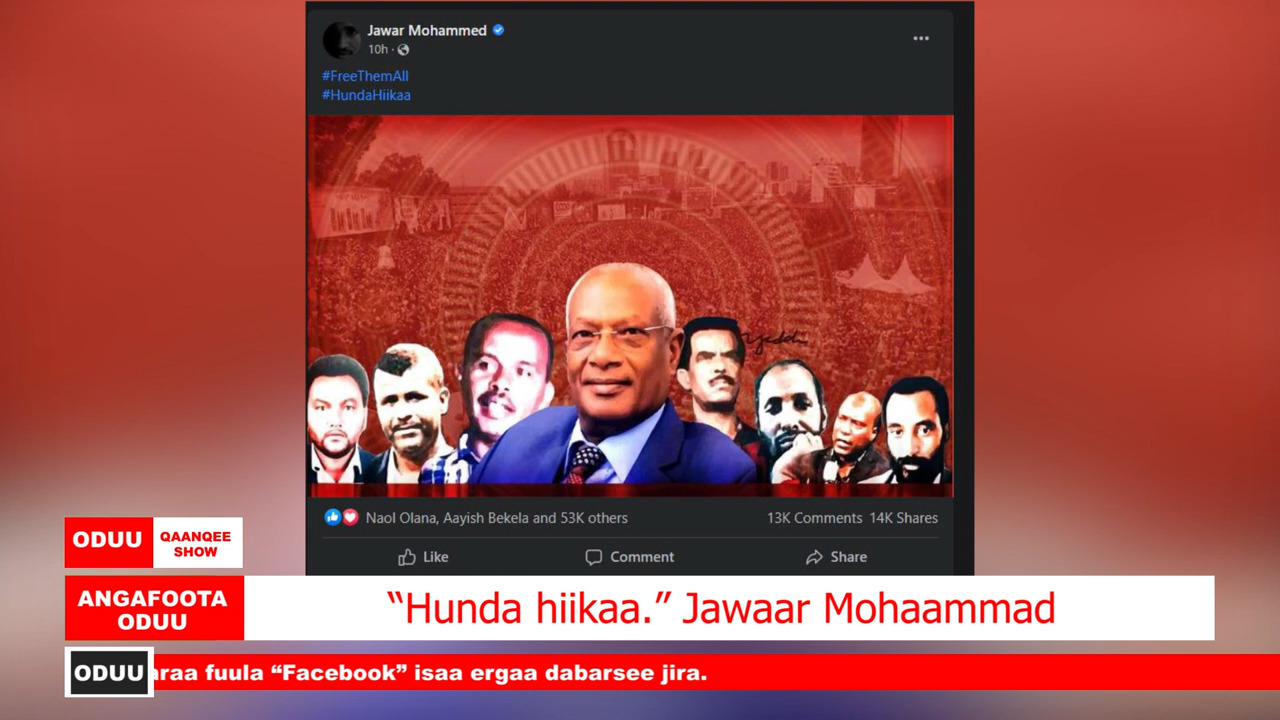 Jawar Mohammed
10h
#FreeThemAll
#HundaHiikaa
Naol Olana, Aayish Bekela and 53K others
13K Comments 14K Shares
Like
Comment
Share
ODUU
QAANQEE
SHOW
ANGAFOOTA
ODUU
“Hunda hiikaa.” Jawaar Mohaammad
ODUU
araa fuula “Facebook” isaa ergaa dabarsee jira.